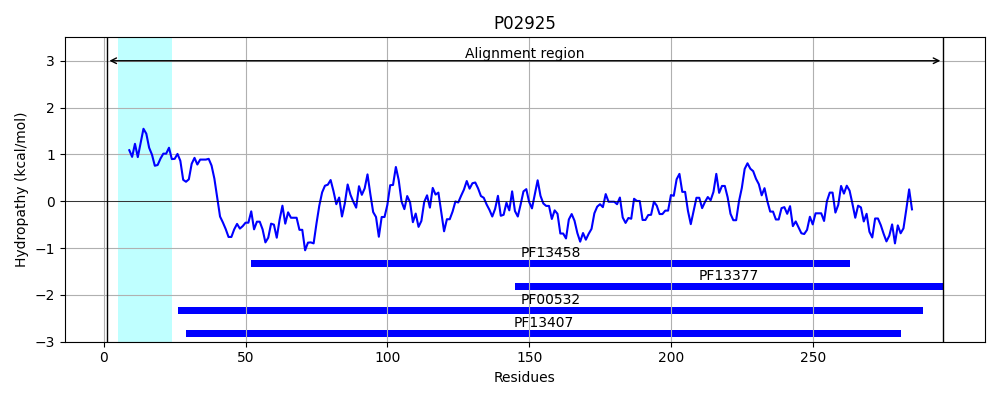 P02925
Alignment region
3
2
1
0
−1
−2
−3
Hydropathy (kcal/mol)
PF13458
PF13377
PF00532
PF13407
0 50 100 150 200 250
Residues